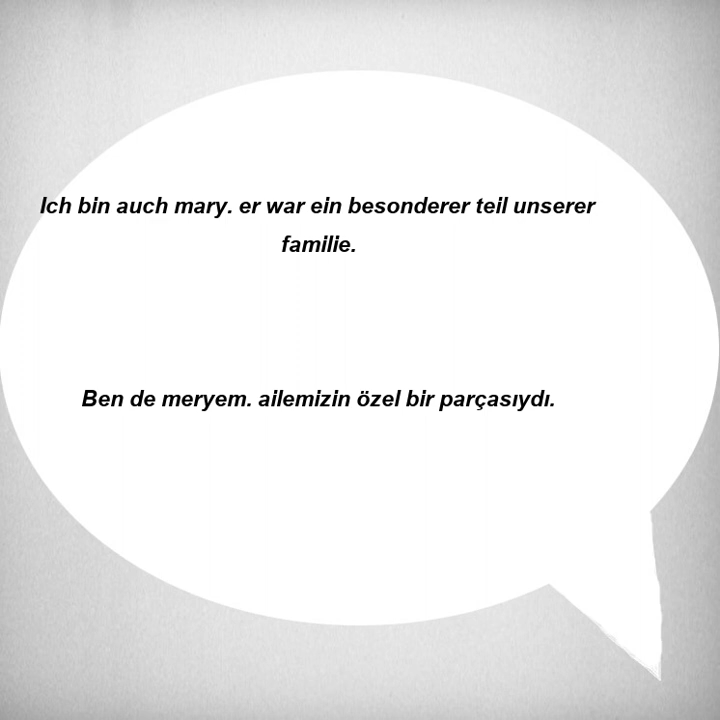 Ich bin auch mary. er war ein besonderer teil unserer
familie.
Ben de meryem. ailemizin özel bir parçasıydı.